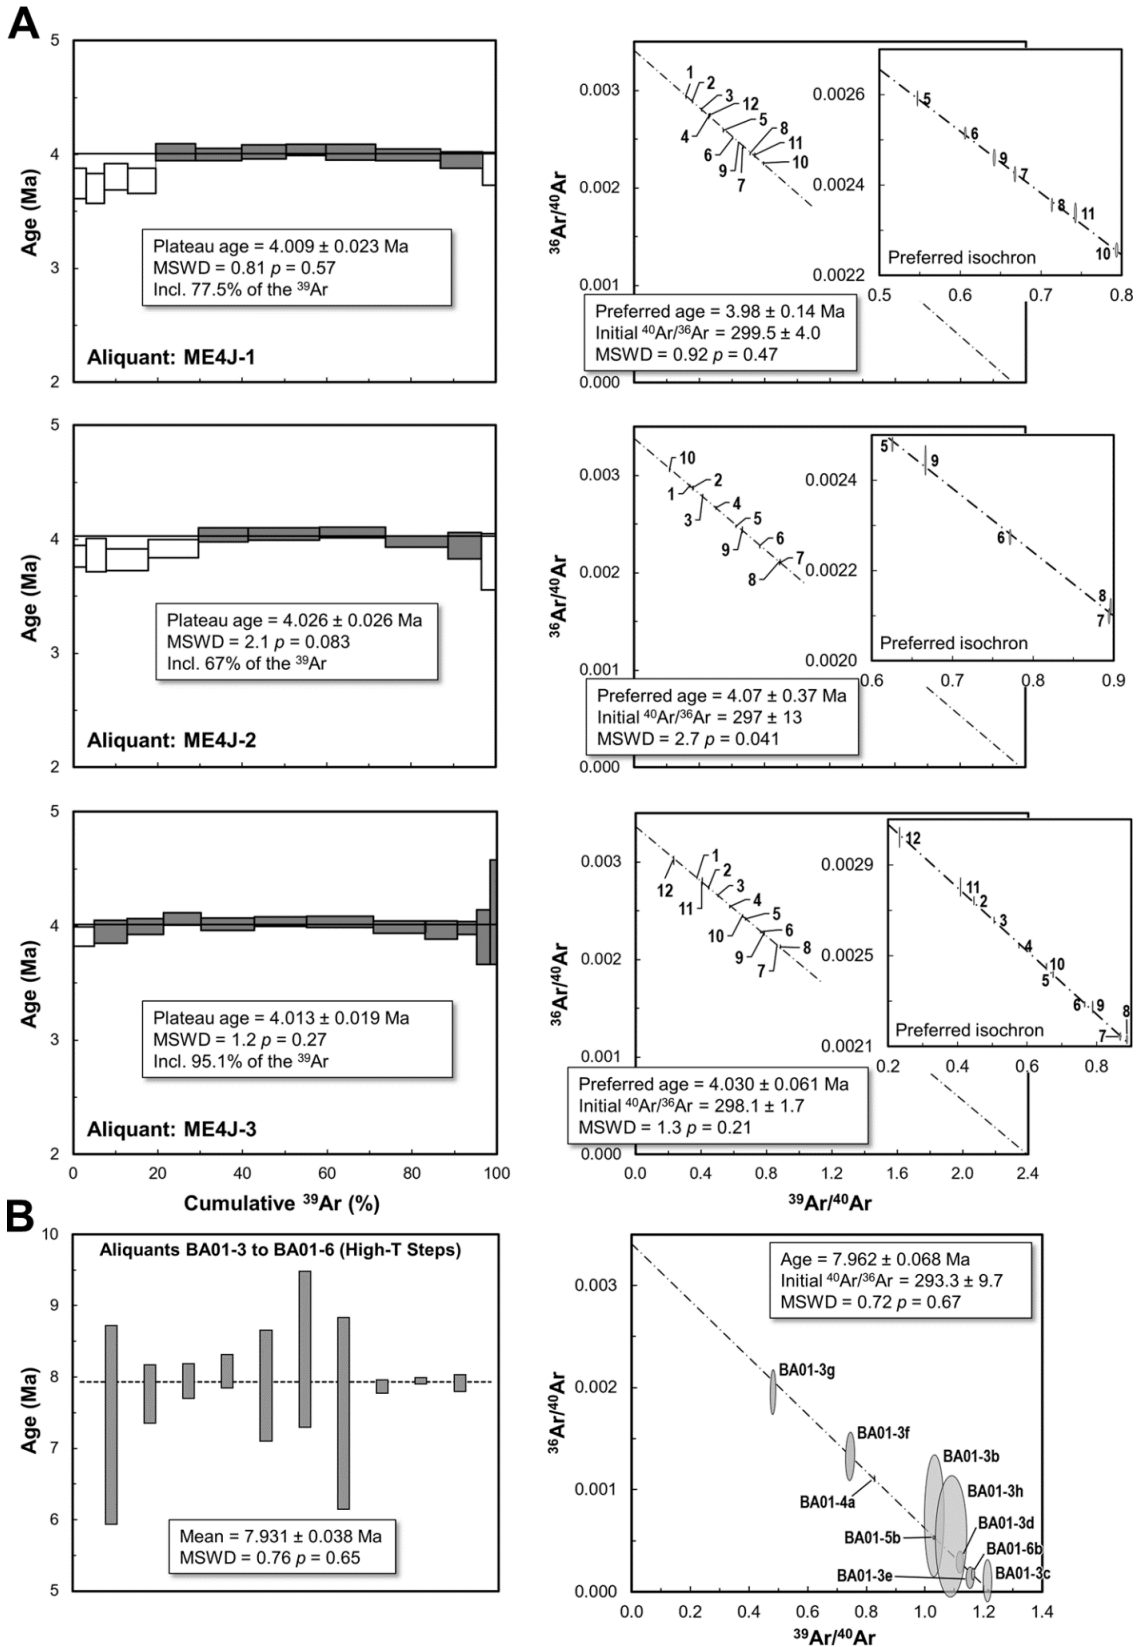 A
5
4
3
2
Age (Ma)
Plateau age = 4.009 ± 0.023 Ma
MSWD = 0.81 p = 0.57
Incl. 77.5% of the ³⁹Ar
Aliquant: ME4J-1
0.003
0.002
0.001
0.000
³⁶Ar/⁴⁰Ar
1
2
3
12
4
5
8
6
11
9
10
7
0.0026
0.0024
0.0022
5
6
9
7
8
11
10
Preferred isochron
0.5 0.6 0.7 0.8
Preferred age = 3.98 ± 0.14 Ma
Initial ⁴⁰Ar/³⁶Ar = 299.5 ± 4.0
MSWD = 0.92 p = 0.47
5
4
3
2
Age (Ma)
Plateau age = 4.026 ± 0.026 Ma
MSWD = 2.1 p = 0.083
Incl. 67% of the ³⁹Ar
Aliquant: ME4J-2
0.003
0.002
0.001
0.000
³⁶Ar/⁴⁰Ar
10
2
1
4
3
5
6
9
7
8
0.0024
0.0022
0.0020
5
9
6
8
7
Preferred isochron
0.6 0.7 0.8 0.9
Preferred age = 4.07 ± 0.37 Ma
Initial ⁴⁰Ar/³⁶Ar = 297 ± 13
MSWD = 2.7 p = 0.041
5
4
3
2
Age (Ma)
Plateau age = 4.013 ± 0.019 Ma
MSWD = 1.2 p = 0.27
Incl. 95.1% of the ³⁹Ar
Aliquant: ME4J-3
0 20 40 60 80 100
Cumulative ³⁹Ar (%)
0.003
0.002
0.001
0.000
³⁶Ar/⁴⁰Ar
1
2
12
3
4
11
5
10
6
9
8
7
0.0029
0.0025
0.0021
12
11
2
3
4
10
5
6
9
8
7
Preferred isochron
0.2 0.4 0.6 0.8
Preferred age = 4.030 ± 0.061 Ma
Initial ⁴⁰Ar/³⁶Ar = 298.1 ± 1.7
MSWD = 1.3 p = 0.21
0.0 0.4 0.8 1.2 1.6 2.0 2.4
³⁹Ar/⁴⁰Ar
B
10
9
8
7
6
5
Age (Ma)
Aliquants BA01-3 to BA01-6 (High-T Steps)
Mean = 7.931 ± 0.038 Ma
MSWD = 0.76 p = 0.65
0.003
0.002
0.001
0.000
³⁶Ar/⁴⁰Ar
Age = 7.962 ± 0.068 Ma
Initial ⁴⁰Ar/³⁶Ar = 293.3 ± 9.7
MSWD = 0.72 p = 0.67
BA01-3g
BA01-3f
BA01-3b
BA01-4a
BA01-3h
BA01-3d
BA01-5b
BA01-6b
BA01-3e
BA01-3c
0.0 0.2 0.4 0.6 0.8 1.0 1.2 1.4
³⁹Ar/⁴⁰Ar